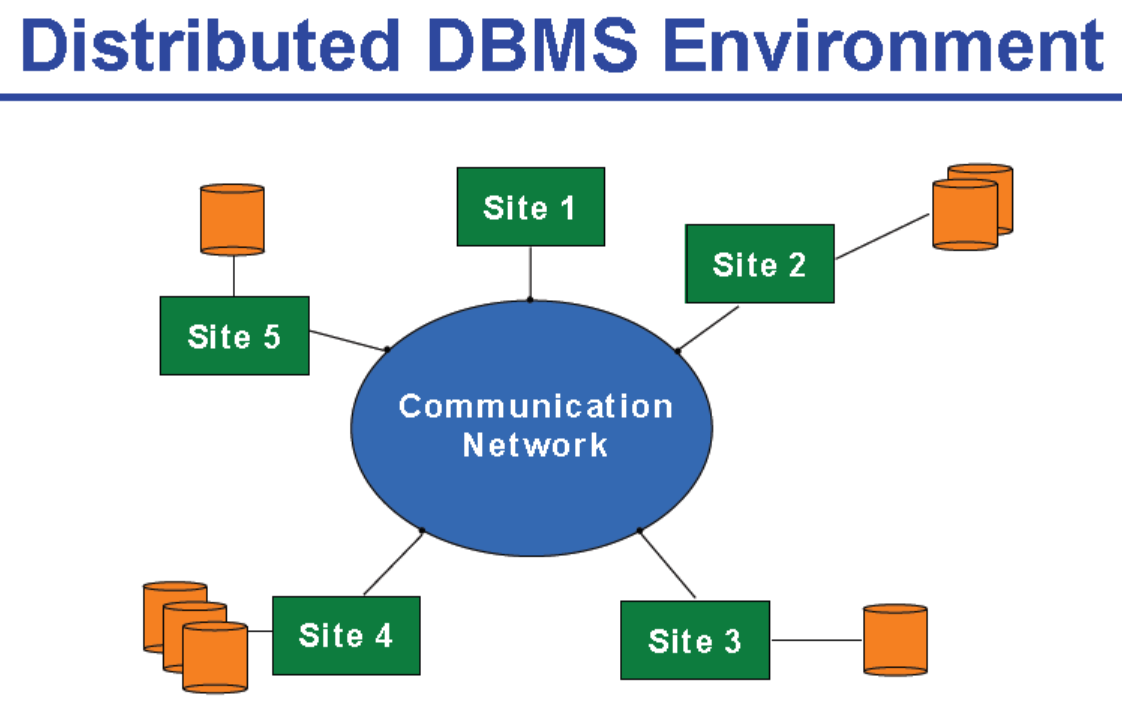 Distributed DBMS Environment
Site 1
Site 2
Site 5
Communication
Network
Site 4
Site 3